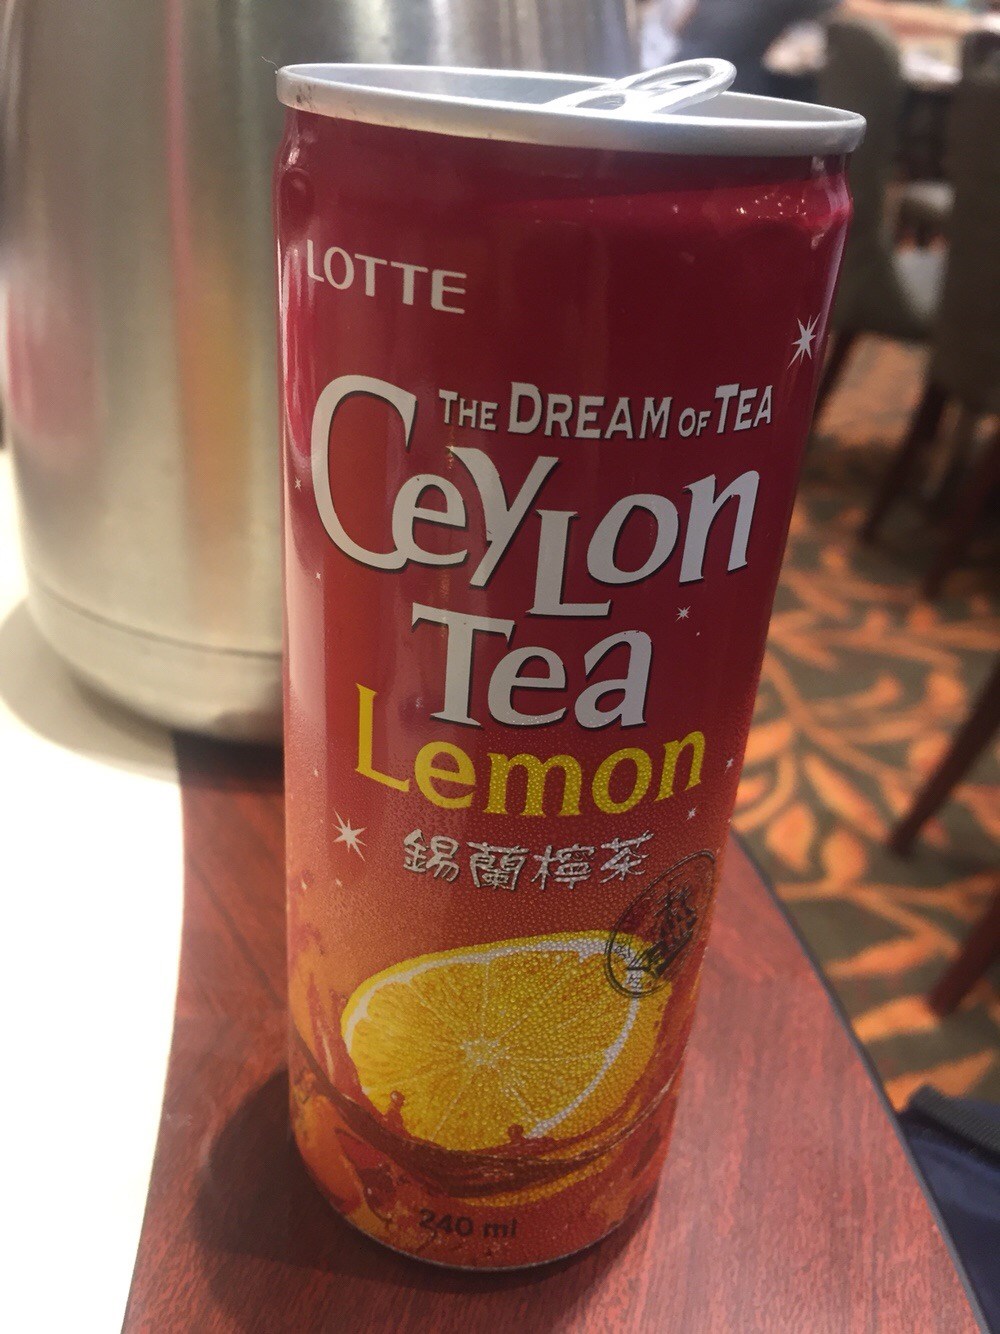 LOTTE
THE DREAM OF TEA
CEYLON
TEA
Lemon
錫蘭檸茶
240 ml